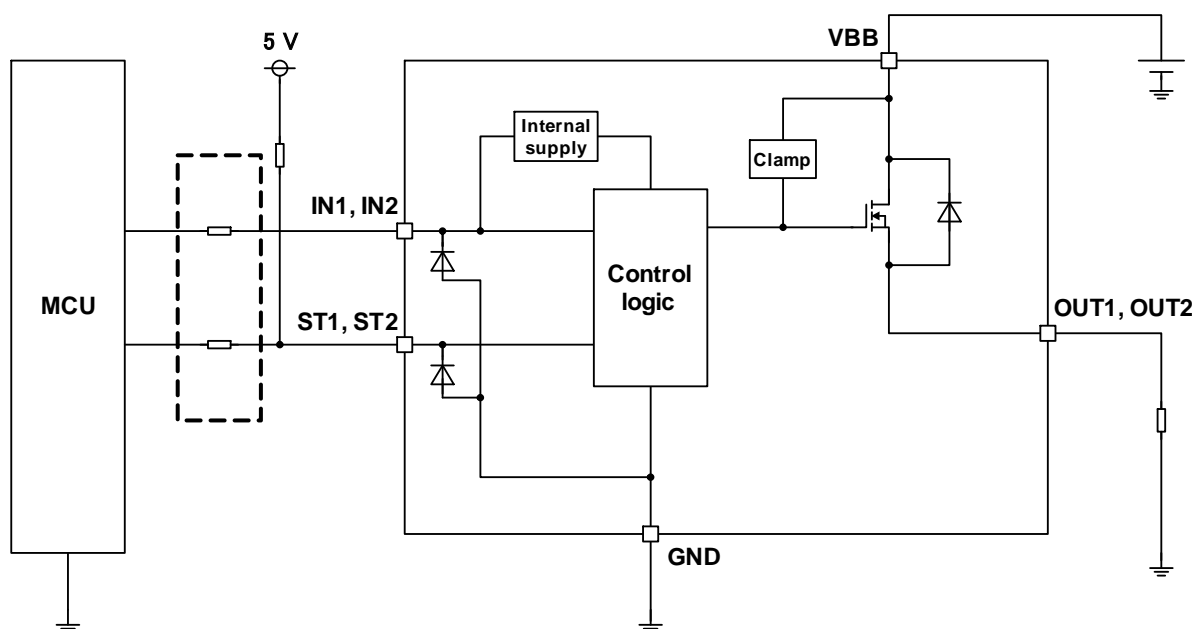 5 V
VBB
Internal
supply
Clamp
IN1, IN2
MCU
Control
logic
ST1, ST2
OUT1, OUT2
GND